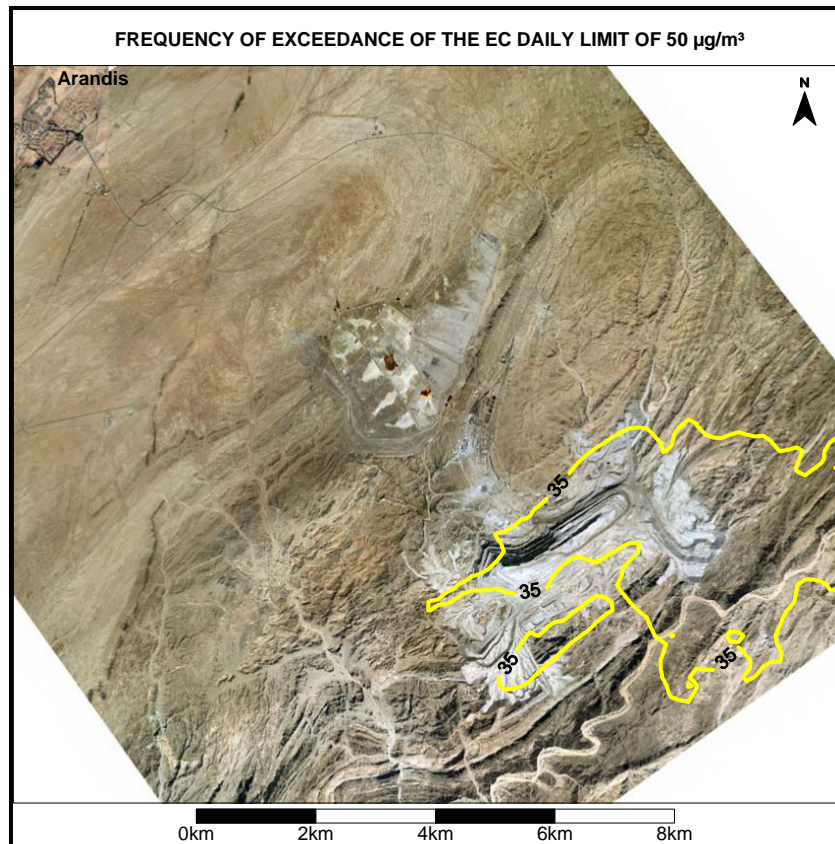 FREQUENCY OF EXCEEDANCE OF THE EC DAILY LIMIT OF 50 µg/m³
Arandis
N
35
35
35
35
0km 2km 4km 6km 8km